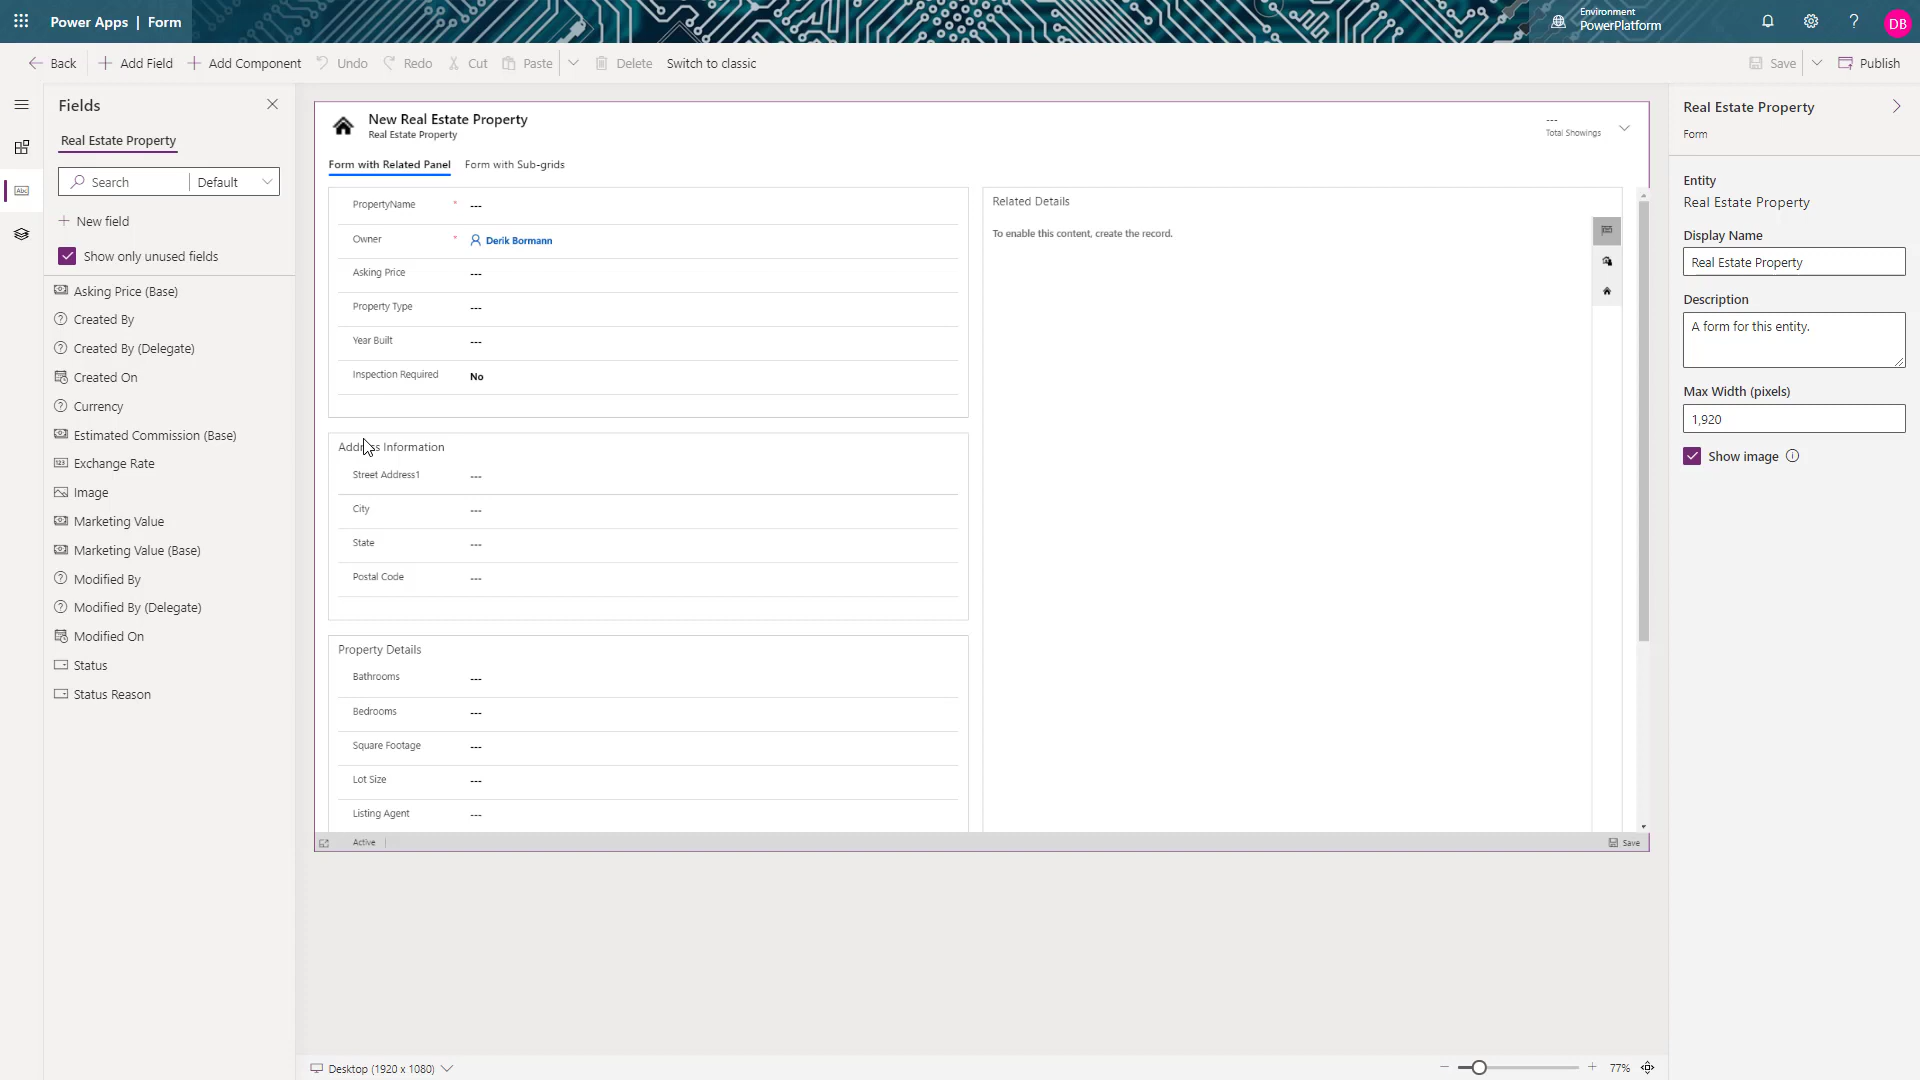 Power Apps | Form
Environment
PowerPlatform
?
DB
Back
Add Field
Add Component
Undo
Redo
Cut
Paste
Delete
Switch to classic
Save
Publish
Fields
Real Estate Property
Search
Default
New field
Show only unused fields
Asking Price (Base)
Created By
Created By (Delegate)
Created On
Currency
Estimated Commission (Base)
Exchange Rate
Image
Marketing Value
Marketing Value (Base)
Modified By
Modified By (Delegate)
Modified On
Status
Status Reason
New Real Estate Property
Real Estate Property
---
Total Showings
Form with Related Panel
Form with Sub-grids
PropertyName * ---
Owner * Derik Bormann
Asking Price ---
Property Type ---
Year Built ---
Inspection Required No
Address Information
Street Address1 ---
City ---
State ---
Postal Code ---
Property Details
Bathrooms ---
Bedrooms ---
Square Footage ---
Lot Size ---
Listing Agent ---
Related Details
To enable this content, create the record.
Active
Save
Desktop (1920 x 1080)
77%
Real Estate Property
Form
Entity
Real Estate Property
Display Name
Real Estate Property
Description
A form for this entity.
Max Width (pixels)
1,920
Show image